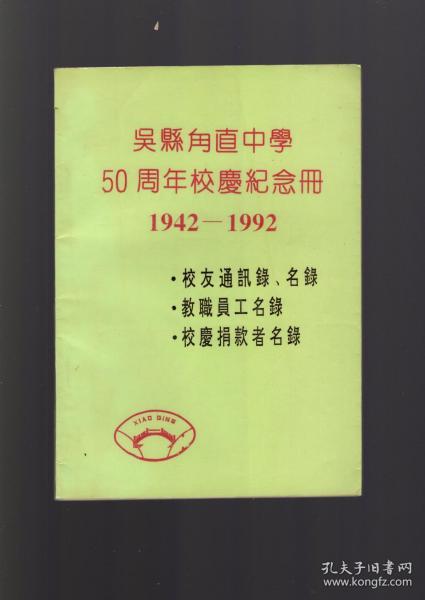 吳縣甪直中學
50周年校慶紀念冊
1942—1992
·校友通訊錄、名錄
·教職員工名錄
·校慶捐款者名錄
XIAO QING
孔夫子旧书网
www.kongfz.com